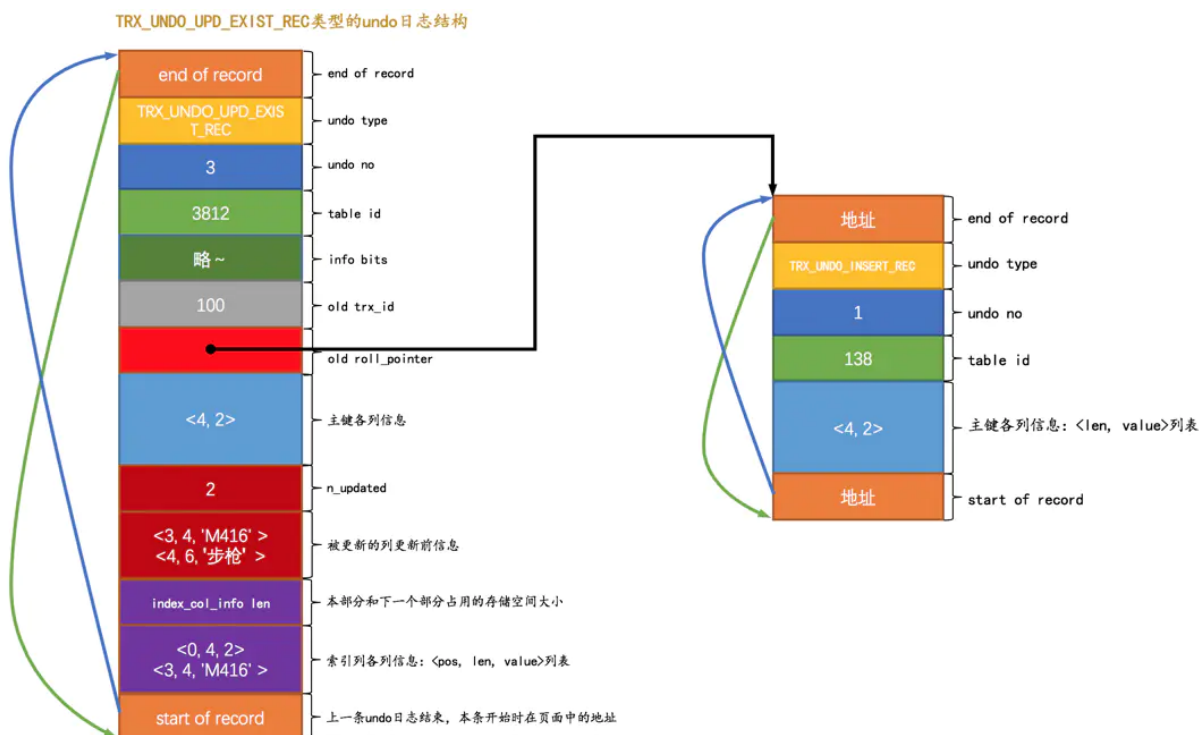 TRX_UNDO_UPD_EXIST_REC类型的undo日志结构
end of record
end of record
TRX_UNDO_UPD_EXIS
T_REC
undo type
3
undo no
3812
table id
略~
info bits
100
old trx_id
old roll_pointer
<4, 2>
主键各列信息
2
n_updated
<3, 4, 'M416' >
<4, 6, '步枪' >
被更新的列更新前信息
index_col_info len
本部分和下一个部分占用的存储空间大小
<0, 4, 2>
<3, 4, 'M416' >
索引列各列信息: <pos, len, value>列表
start of record
上一条undo日志结束, 本条开始时在页面中的地址
地址
end of record
TRX_UNDO_INSERT_REC
undo type
1
undo no
138
table id
<4, 2>
主键各列信息: <len, value>列表
地址
start of record